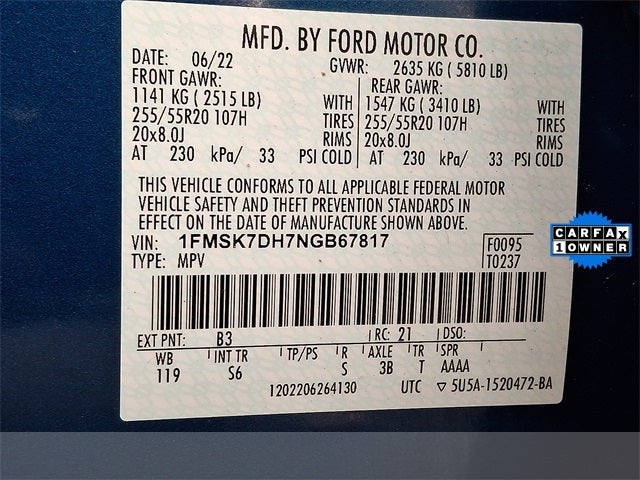 MFD. BY FORD MOTOR CO.
DATE: 06/22 GVWR: 2635 KG ( 5810 LB)
FRONT GAWR: REAR GAWR:
1141 KG ( 2515 LB) WITH 1547 KG ( 3410 LB) WITH
255/55R20 107H TIRES 255/55R20 107H TIRES
20x8.0J RIMS 20x8.0J RIMS
AT 230 kPa/ 33 PSI COLD AT 230 kPa/ 33 PSI COLD
THIS VEHICLE CONFORMS TO ALL APPLICABLE FEDERAL MOTOR
VEHICLE SAFETY AND THEFT PREVENTION STANDARDS IN
EFFECT ON THE DATE OF MANUFACTURE SHOWN ABOVE.
VIN: 1FMSK7DH7NGB67817 F0095
TYPE: MPV T0237
CARFAX
1 OWNER
EXT PNT: B3 RC: 21 DSO:
WB INT TR TP/PS R AXLE TR SPR
119 S6 S 3B T AAAA
1202206264130 UTC ▽ 5U5A-1520472-BA